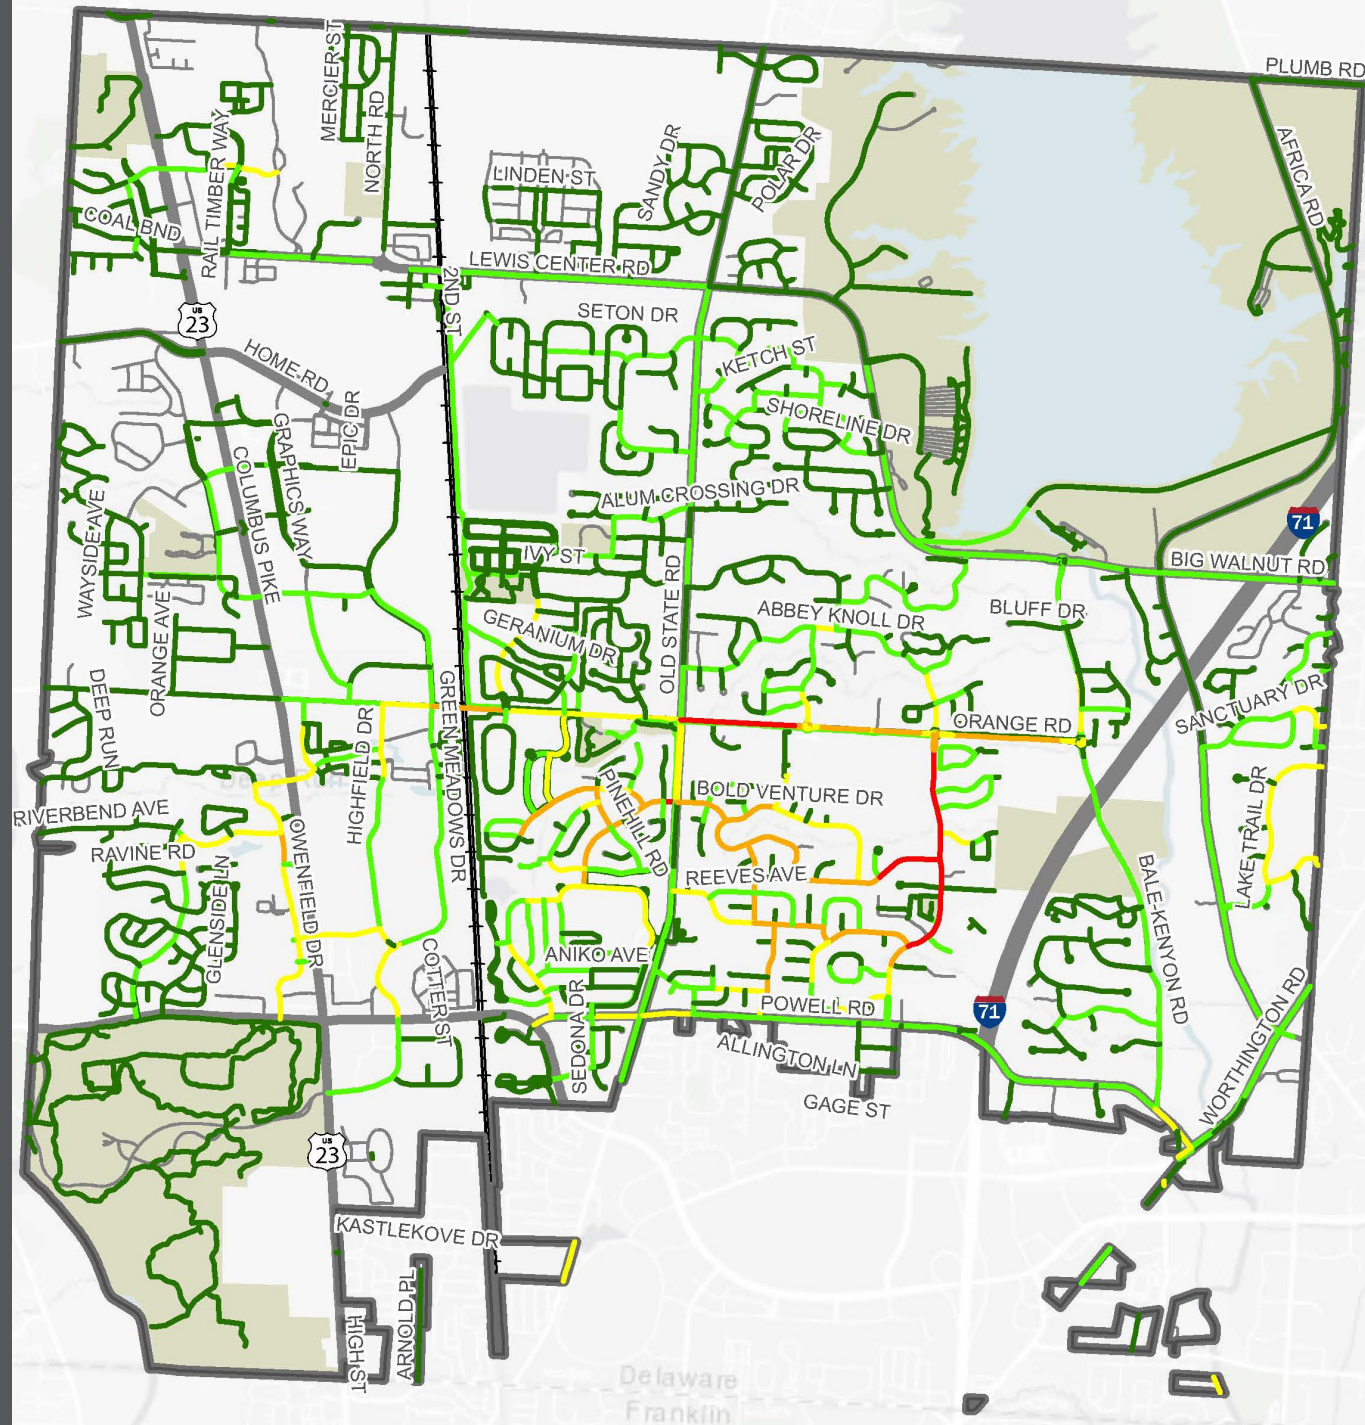 PLUMB RD
MERCIER ST
NORTH RD
RAIL TIMBER WAY
LINDEN ST
SANDY DR
POLAR DR
AFRICA RD
COAL BND
LEWIS CENTER RD
2ND ST
US
23
SETON DR
HOME RD
KETCH ST
EPIC DR
GRAPHICS WAY
SHORELINE DR
COLUMBUS PIKE
ALUM CROSSING DR
WAYSIDE AVE
71
IVY ST
BIG WALNUT RD
ORANGE AVE
OLD STATE RD
ABBEY KNOLL DR
BLUFF DR
GERANIUM DR
DEEP RUN
GREEN MEADOWS DR
SANCTUARY DR
HIGHFIELD DR
ORANGE RD
PINEHILL RD
BOLD VENTURE DR
LAKE TRAIL DR
RIVERBEND AVE
RAVINE RD
OWENFIELD DR
GLENSIDE LN
REEVES AVE
BALE-KENYON RD
COTTER ST
ANIKO AVE
SEDONA DR
POWELL RD
71
WORTHINGTON RD
ALLINGTON LN
GAGE ST
US
23
KASTLEKOVE DR
ARNOLD PL
HIGH ST
Delaware
Franklin